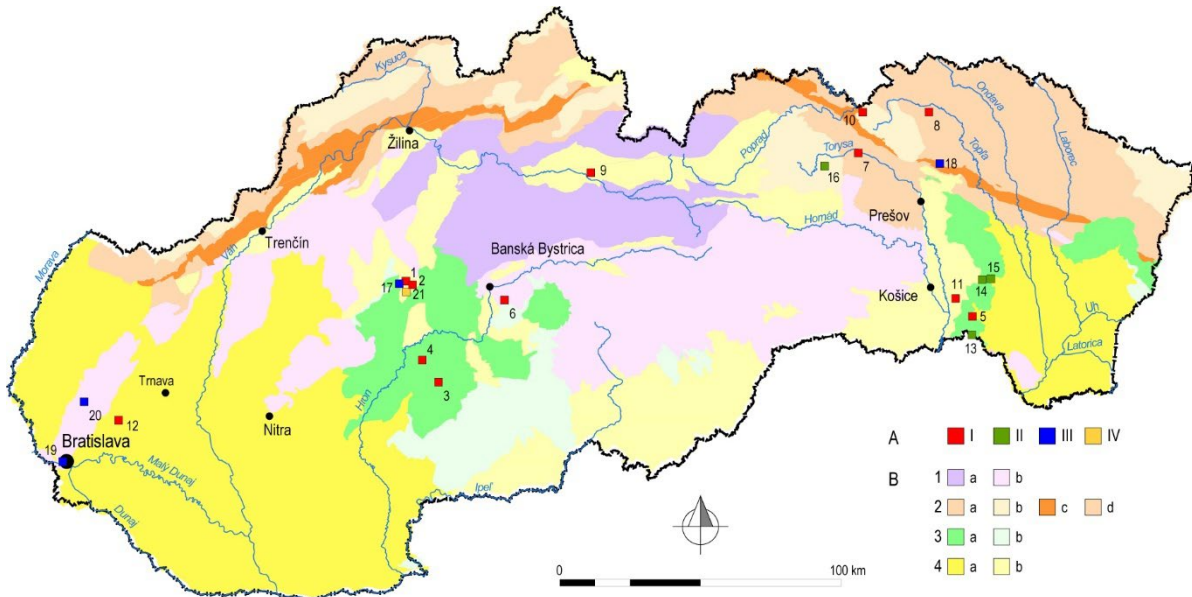 Kysuca
Žilina
Poprad
10
8
Ondava
Laborec
Topľa
Torysa
7
16
18
9
Hornád
Prešov
Morava
Váh
Trenčín
Banská Bystrica
1
2
17
21
6
Košice
11
15
14
5
13
Uh
Latorica
4
3
Hron
Trnava
Nitra
20
12
19
Bratislava
Malý Dunaj
Dunaj
Ipeľ
A I II III IV
B
1 a b
2 a b c d
3 a b
4 a b
0 100 km